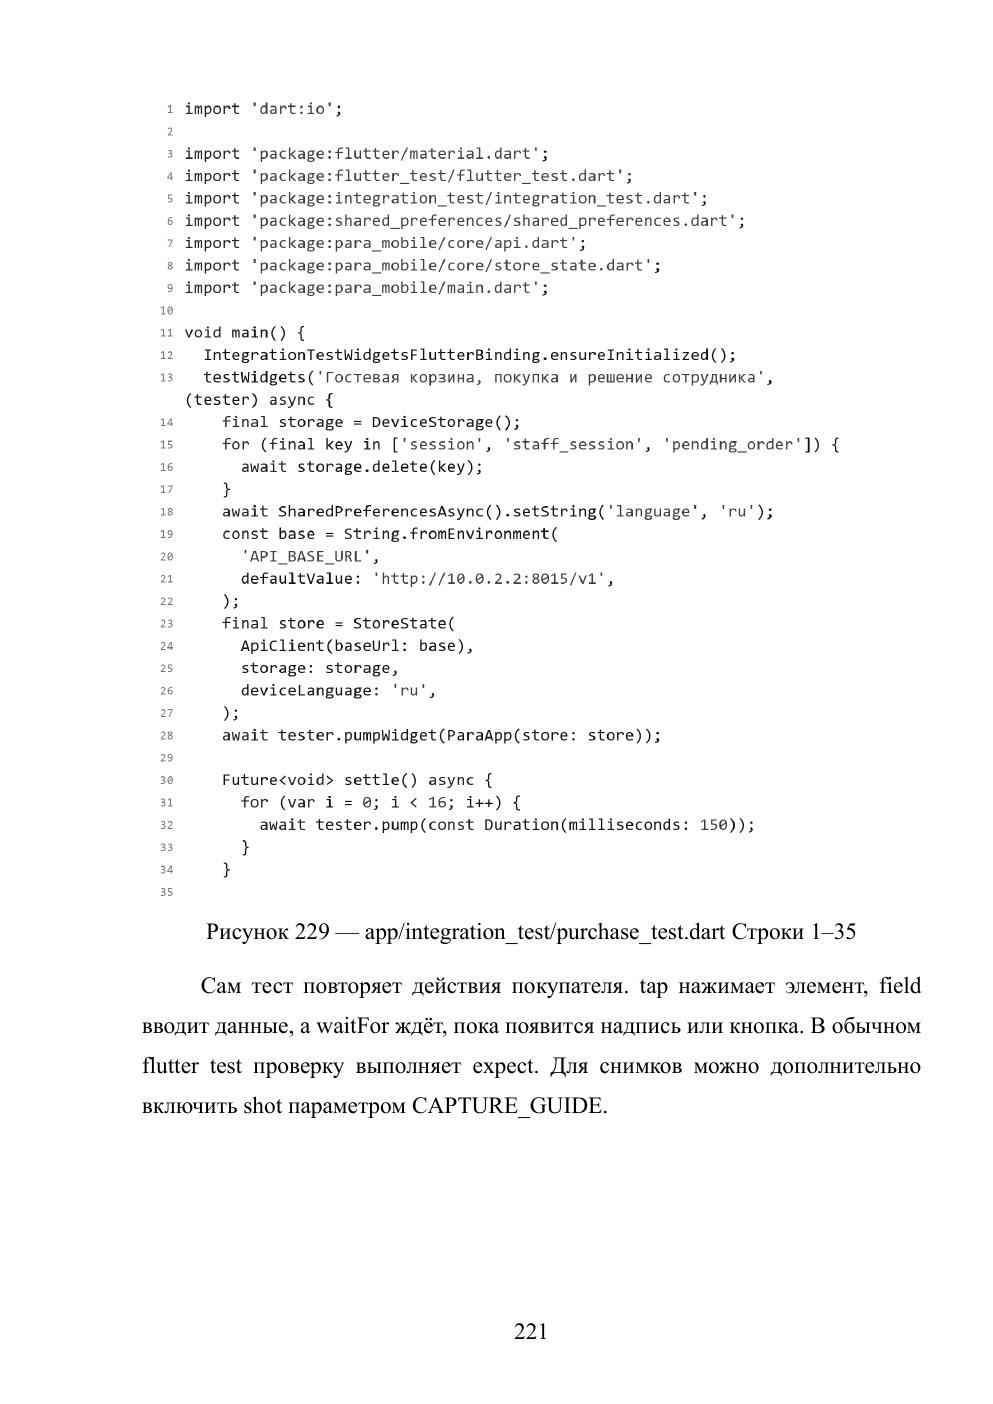 1 import 'dart:io';
2
3 import 'package:flutter/material.dart';
4 import 'package:flutter_test/flutter_test.dart';
5 import 'package:integration_test/integration_test.dart';
6 import 'package:shared_preferences/shared_preferences.dart';
7 import 'package:para_mobile/core/api.dart';
8 import 'package:para_mobile/core/store_state.dart';
9 import 'package:para_mobile/main.dart';
10
11 void main() {
12   IntegrationTestWidgetsFlutterBinding.ensureInitialized();
13   testWidgets('Гостевая корзина, покупка и решение сотрудника',
(tester) async {
14     final storage = DeviceStorage();
15     for (final key in ['session', 'staff_session', 'pending_order']) {
16       await storage.delete(key);
17     }
18     await SharedPreferencesAsync().setString('language', 'ru');
19     const base = String.fromEnvironment(
20       'API_BASE_URL',
21       defaultValue: 'http://10.0.2.2:8015/v1',
22     );
23     final store = StoreState(
24       ApiClient(baseUrl: base),
25       storage: storage,
26       deviceLanguage: 'ru',
27     );
28     await tester.pumpWidget(ParaApp(store: store));
29
30     Future<void> settle() async {
31       for (var i = 0; i < 16; i++) {
32         await tester.pump(const Duration(milliseconds: 150));
33       }
34     }
35
Рисунок 229 — app/integration_test/purchase_test.dart Строки 1–35
Сам тест повторяет действия покупателя. tap нажимает элемент, field
вводит данные, а waitFor ждёт, пока появится надпись или кнопка. В обычном
flutter test проверку выполняет expect. Для снимков можно дополнительно
включить shot параметром CAPTURE_GUIDE.
221